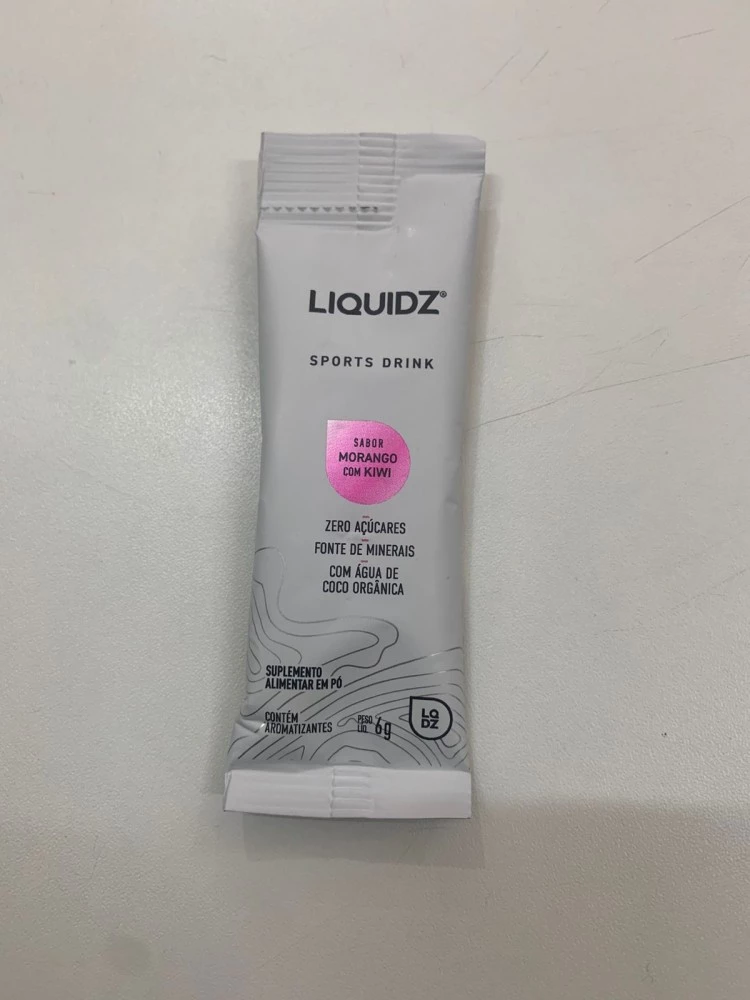 LIQUIDZ®
SPORTS DRINK
SABOR
MORANGO
COM KIWI
ZERO AÇÚCARES
FONTE DE MINERAIS
COM ÁGUA DE
COCO ORGÂNICA
SUPLEMENTO
ALIMENTAR EM PÓ
CONTÉM
AROMATIZANTES
PESO
LÍQ. 6g
LQ
DZ